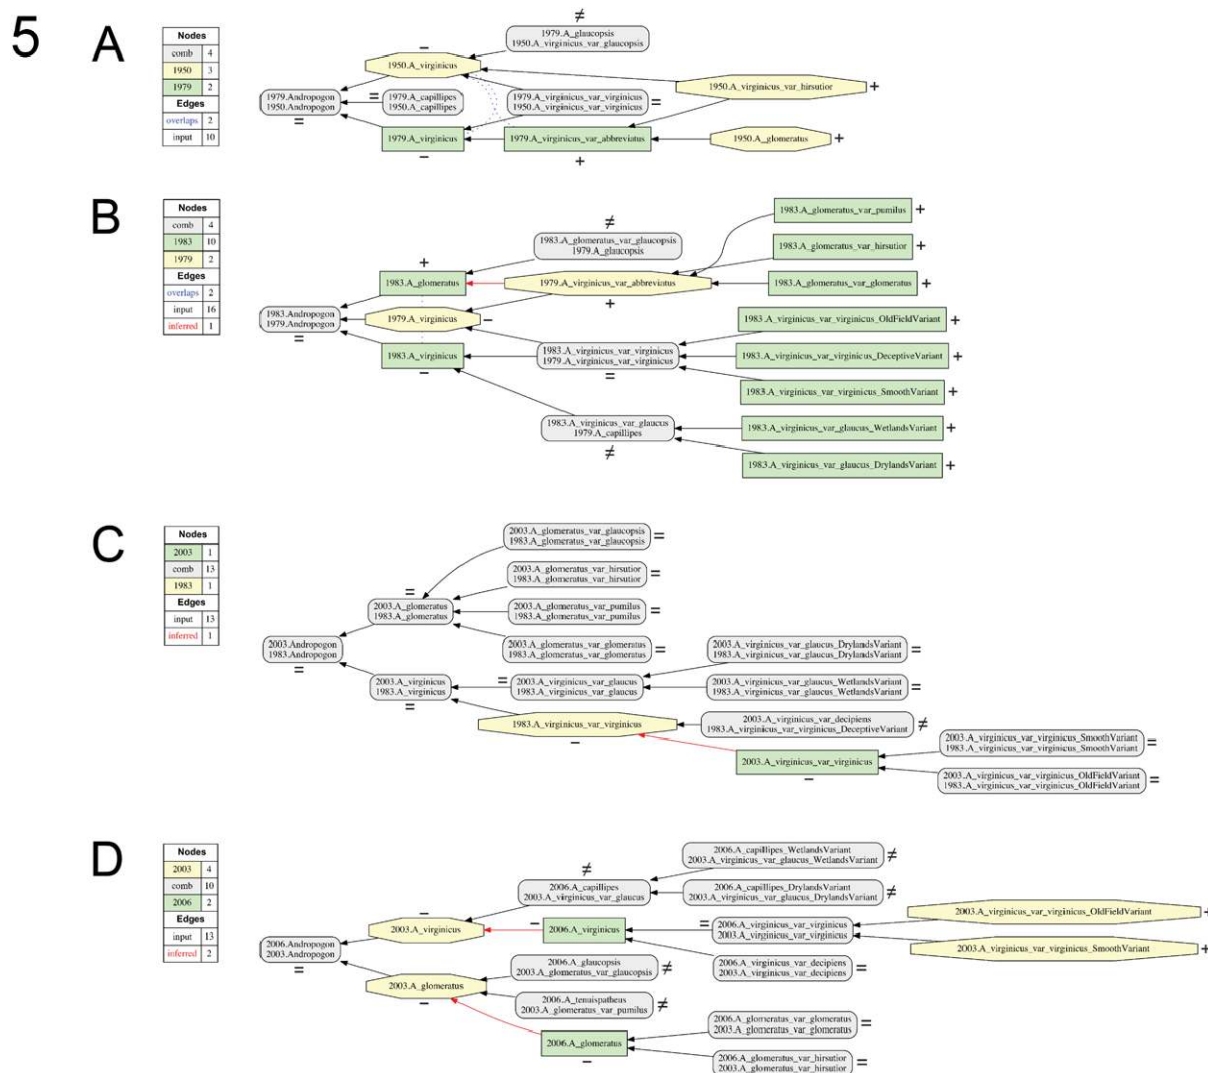 5
A
Nodes
comb 4
1950 3
1979 2
Edges
overlaps 2
input 10
≠
1979.A_glaucopsis
1950.A_virginicus_var_glaucopsis
−
1950.A_virginicus
1950.A_virginicus_var_hirsutior +
1979.Andropogon
1950.Andropogon
=
=
1979.A_capillipes
1950.A_capillipes
1979.A_virginicus_var_virginicus
1950.A_virginicus_var_virginicus
=
1979.A_virginicus
−
1979.A_virginicus_var_abbreviatus
+
1950.A_glomeratus +
B
Nodes
comb 4
1983 10
1979 2
Edges
overlaps 2
input 16
inferred 1
1983.A_glomeratus_var_pumilus +
≠
1983.A_glomeratus_var_glaucopsis
1979.A_glaucopsis
1983.A_glomeratus_var_hirsutior +
+
1983.A_glomeratus
1979.A_virginicus_var_abbreviatus
+
1983.A_glomeratus_var_glomeratus +
1983.Andropogon
1979.Andropogon
=
1979.A_virginicus −
1983.A_virginicus_var_virginicus_OldFieldVariant +
1983.A_virginicus
−
1983.A_virginicus_var_virginicus
1979.A_virginicus_var_virginicus
=
1983.A_virginicus_var_virginicus_DeceptiveVariant +
1983.A_virginicus_var_virginicus_SmoothVariant +
1983.A_virginicus_var_glaucus
1979.A_capillipes
≠
1983.A_virginicus_var_glaucus_WetlandsVariant +
1983.A_virginicus_var_glaucus_DrylandsVariant +
C
Nodes
2003 1
comb 13
1983 1
Edges
input 13
inferred 1
2003.A_glomeratus_var_glaucopsis
1983.A_glomeratus_var_glaucopsis
=
2003.A_glomeratus_var_hirsutior
1983.A_glomeratus_var_hirsutior
=
=
2003.A_glomeratus
1983.A_glomeratus
2003.A_glomeratus_var_pumilus
1983.A_glomeratus_var_pumilus
=
2003.Andropogon
1983.Andropogon
=
2003.A_glomeratus_var_glomeratus
1983.A_glomeratus_var_glomeratus
=
2003.A_virginicus_var_glaucus_DrylandsVariant
1983.A_virginicus_var_glaucus_DrylandsVariant
=
2003.A_virginicus
1983.A_virginicus
=
=
2003.A_virginicus_var_glaucus
1983.A_virginicus_var_glaucus
2003.A_virginicus_var_glaucus_WetlandsVariant
1983.A_virginicus_var_glaucus_WetlandsVariant
=
1983.A_virginicus_var_virginicus
−
2003.A_virginicus_var_decipiens
1983.A_virginicus_var_virginicus_DeceptiveVariant
≠
2003.A_virginicus_var_virginicus_SmoothVariant
1983.A_virginicus_var_virginicus_SmoothVariant
=
2003.A_virginicus_var_virginicus
−
2003.A_virginicus_var_virginicus_OldFieldVariant
1983.A_virginicus_var_virginicus_OldFieldVariant
=
D
Nodes
2003 4
comb 10
2006 2
Edges
input 13
inferred 2
2006.A_capillipes_WetlandsVariant
2003.A_virginicus_var_glaucus_WetlandsVariant
≠
≠
2006.A_capillipes
2003.A_virginicus_var_glaucus
2006.A_capillipes_DrylandsVariant
2003.A_virginicus_var_glaucus_DrylandsVariant
≠
2003.A_virginicus_var_virginicus_OldFieldVariant +
−
2003.A_virginicus
−
2006.A_virginicus
=
2006.A_virginicus_var_virginicus
2003.A_virginicus_var_virginicus
2003.A_virginicus_var_virginicus_SmoothVariant +
2006.Andropogon
2003.Andropogon
=
2006.A_glaucopsis
2003.A_glomeratus_var_glaucopsis
≠
2006.A_virginicus_var_decipiens
2003.A_virginicus_var_decipiens
=
2003.A_glomeratus
−
2006.A_tenuispatheus
2003.A_glomeratus_var_pumilus
≠
2006.A_glomeratus_var_glomeratus
2003.A_glomeratus_var_glomeratus
=
2006.A_glomeratus
−
2006.A_glomeratus_var_hirsutior
2003.A_glomeratus_var_hirsutior
=